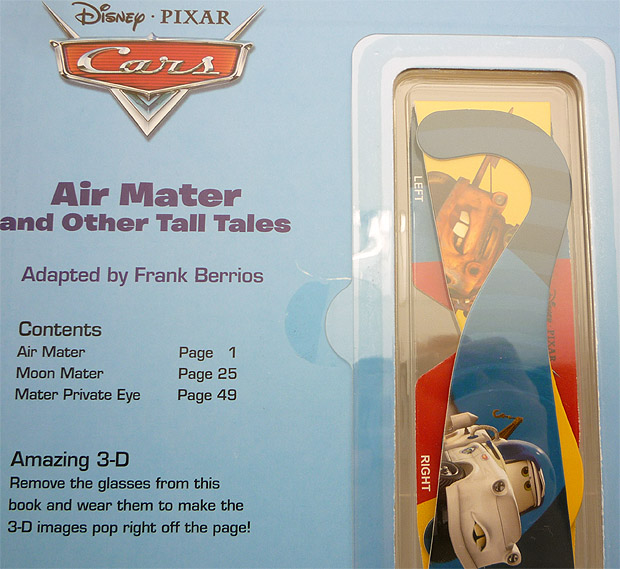 Disney · PIXAR
Cars
Air Mater
and Other Tall Tales
Adapted by Frank Berrios
Contents
Air Mater Page 1
Moon Mater Page 25
Mater Private Eye Page 49
Amazing 3-D
Remove the glasses from this
book and wear them to make the
3-D images pop right off the page!
LEFT
Disney · PIXAR
RIGHT